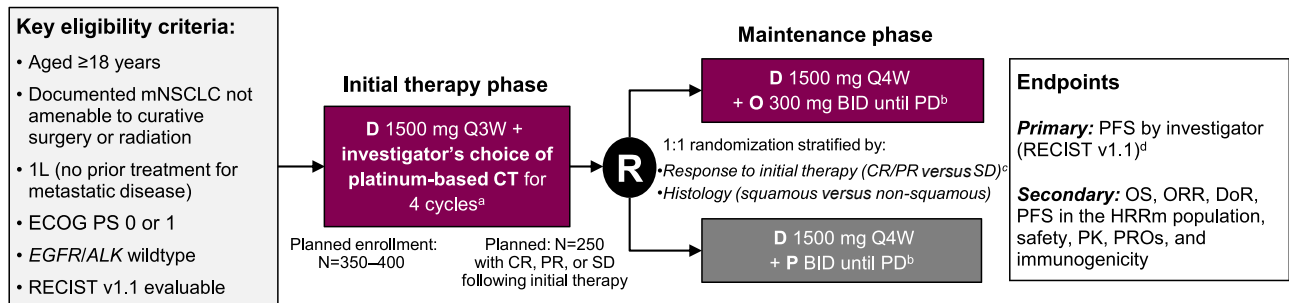 Key eligibility criteria:
• Aged ≥18 years
• Documented mNSCLC not
amenable to curative
surgery or radiation
• 1L (no prior treatment for
metastatic disease)
• ECOG PS 0 or 1
• EGFR/ALK wildtype
• RECIST v1.1 evaluable
Initial therapy phase
D 1500 mg Q3W +
investigator's choice of
platinum-based CT for
4 cyclesᵃ
Planned enrollment:
N=350–400
Planned: N=250
with CR, PR, or SD
following initial therapy
R
Maintenance phase
D 1500 mg Q4W
+ O 300 mg BID until PDᵇ
1:1 randomization stratified by:
•Response to initial therapy (CR/PR versus SD)ᶜ
•Histology (squamous versus non-squamous)
D 1500 mg Q4W
+ P BID until PDᵇ
Endpoints
Primary: PFS by investigator
(RECIST v1.1)ᵈ
Secondary: OS, ORR, DoR,
PFS in the HRRm population,
safety, PK, PROs, and
immunogenicity